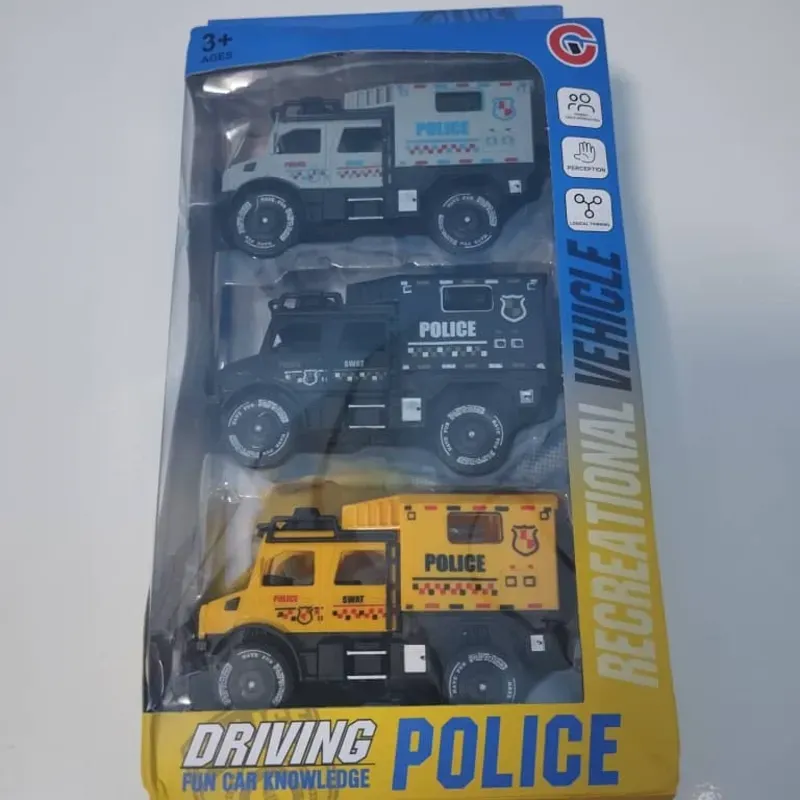 3+
AGES
PERCEPTION
LOGICAL THINKING
POLICE
POLICE
SWAT
POLICE
POLICE
SWAT
RECREATIONAL VEHICLE
DRIVING
FUN CAR KNOWLEDGE
POLICE